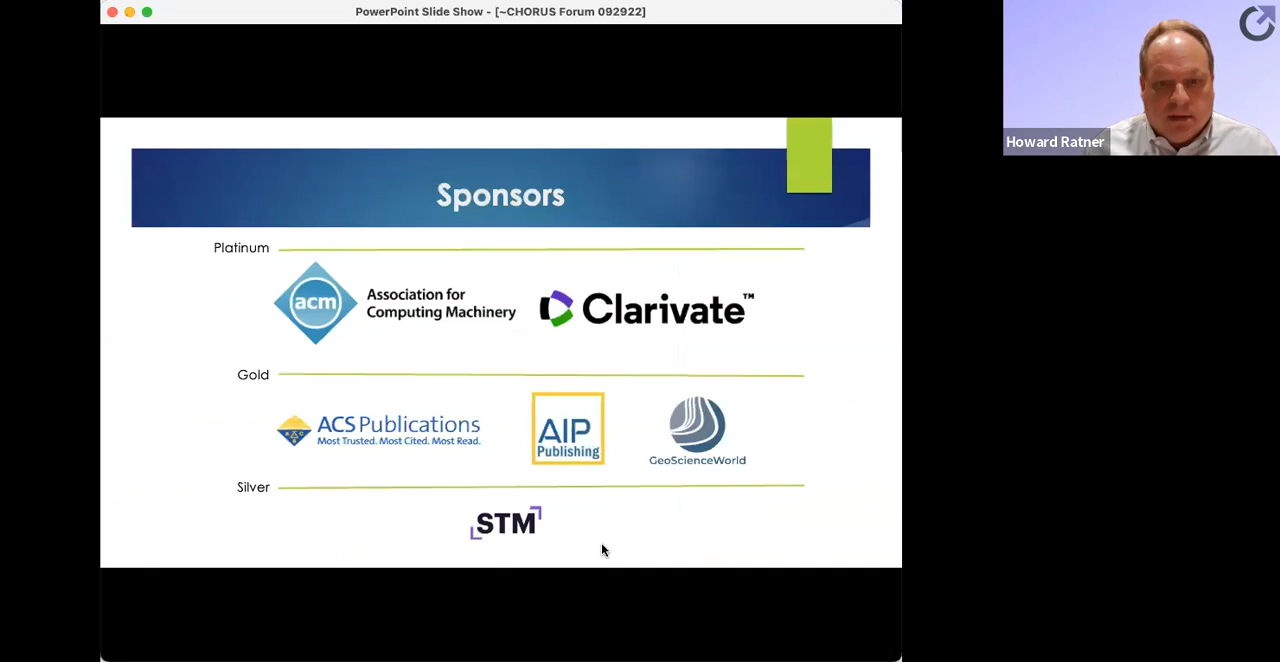 PowerPoint Slide Show - [~CHORUS Forum 092922]
Howard Ratner
Sponsors
Platinum
acm
Association for
Computing Machinery
Clarivate™
Gold
ACS Publications
Most Trusted. Most Cited. Most Read.
AIP
Publishing
GeoScienceWorld
Silver
STM